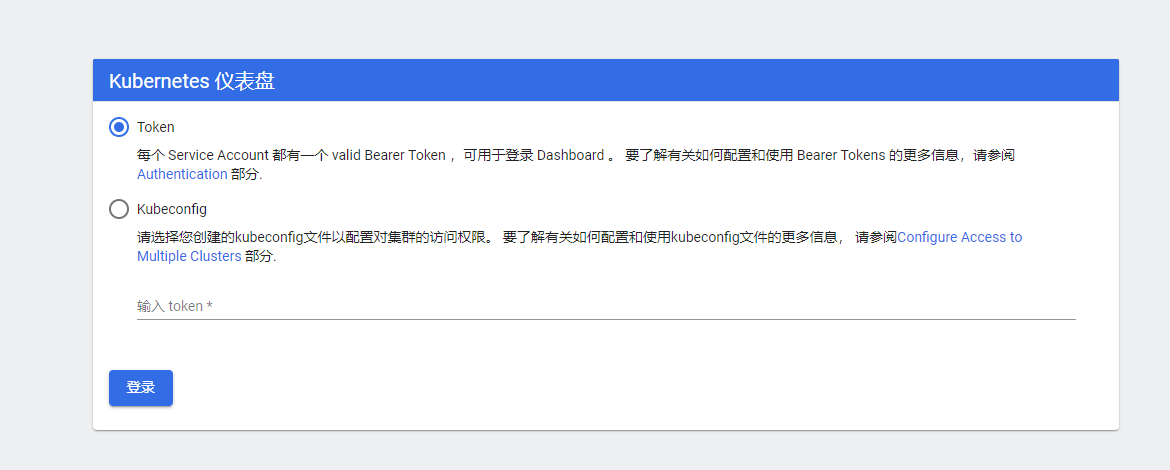 Kubernetes 仪表盘
Token
每个 Service Account 都有一个 valid Bearer Token ，可用于登录 Dashboard 。 要了解有关如何配置和使用 Bearer Tokens 的更多信息，请参阅
Authentication 部分.
Kubeconfig
请选择您创建的kubeconfig文件以配置对集群的访问权限。 要了解有关如何配置和使用kubeconfig文件的更多信息， 请参阅Configure Access to
Multiple Clusters 部分.
输入 token *
登录